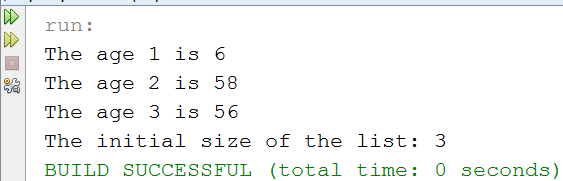 run:
The age 1 is 6
The age 2 is 58
The age 3 is 56
The initial size of the list: 3
BUILD SUCCESSFUL (total time: 0 seconds)